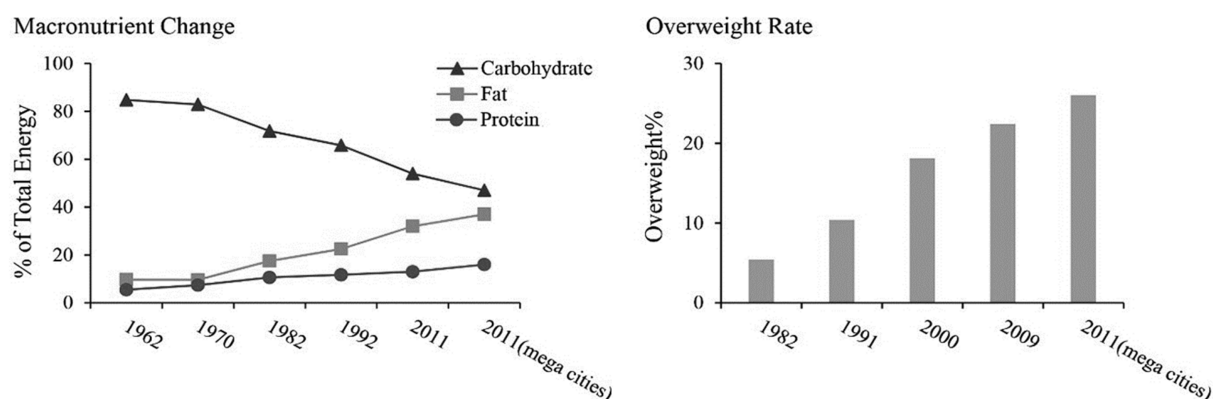 Macronutrient Change
% of Total Energy
100
80
60
40
20
0
Carbohydrate
Fat
Protein
1962
1970
1982
1992
2011
2011(mega cities)
Overweight Rate
Overweight%
30
20
10
0
1982
1991
2000
2009
2011(mega cities)